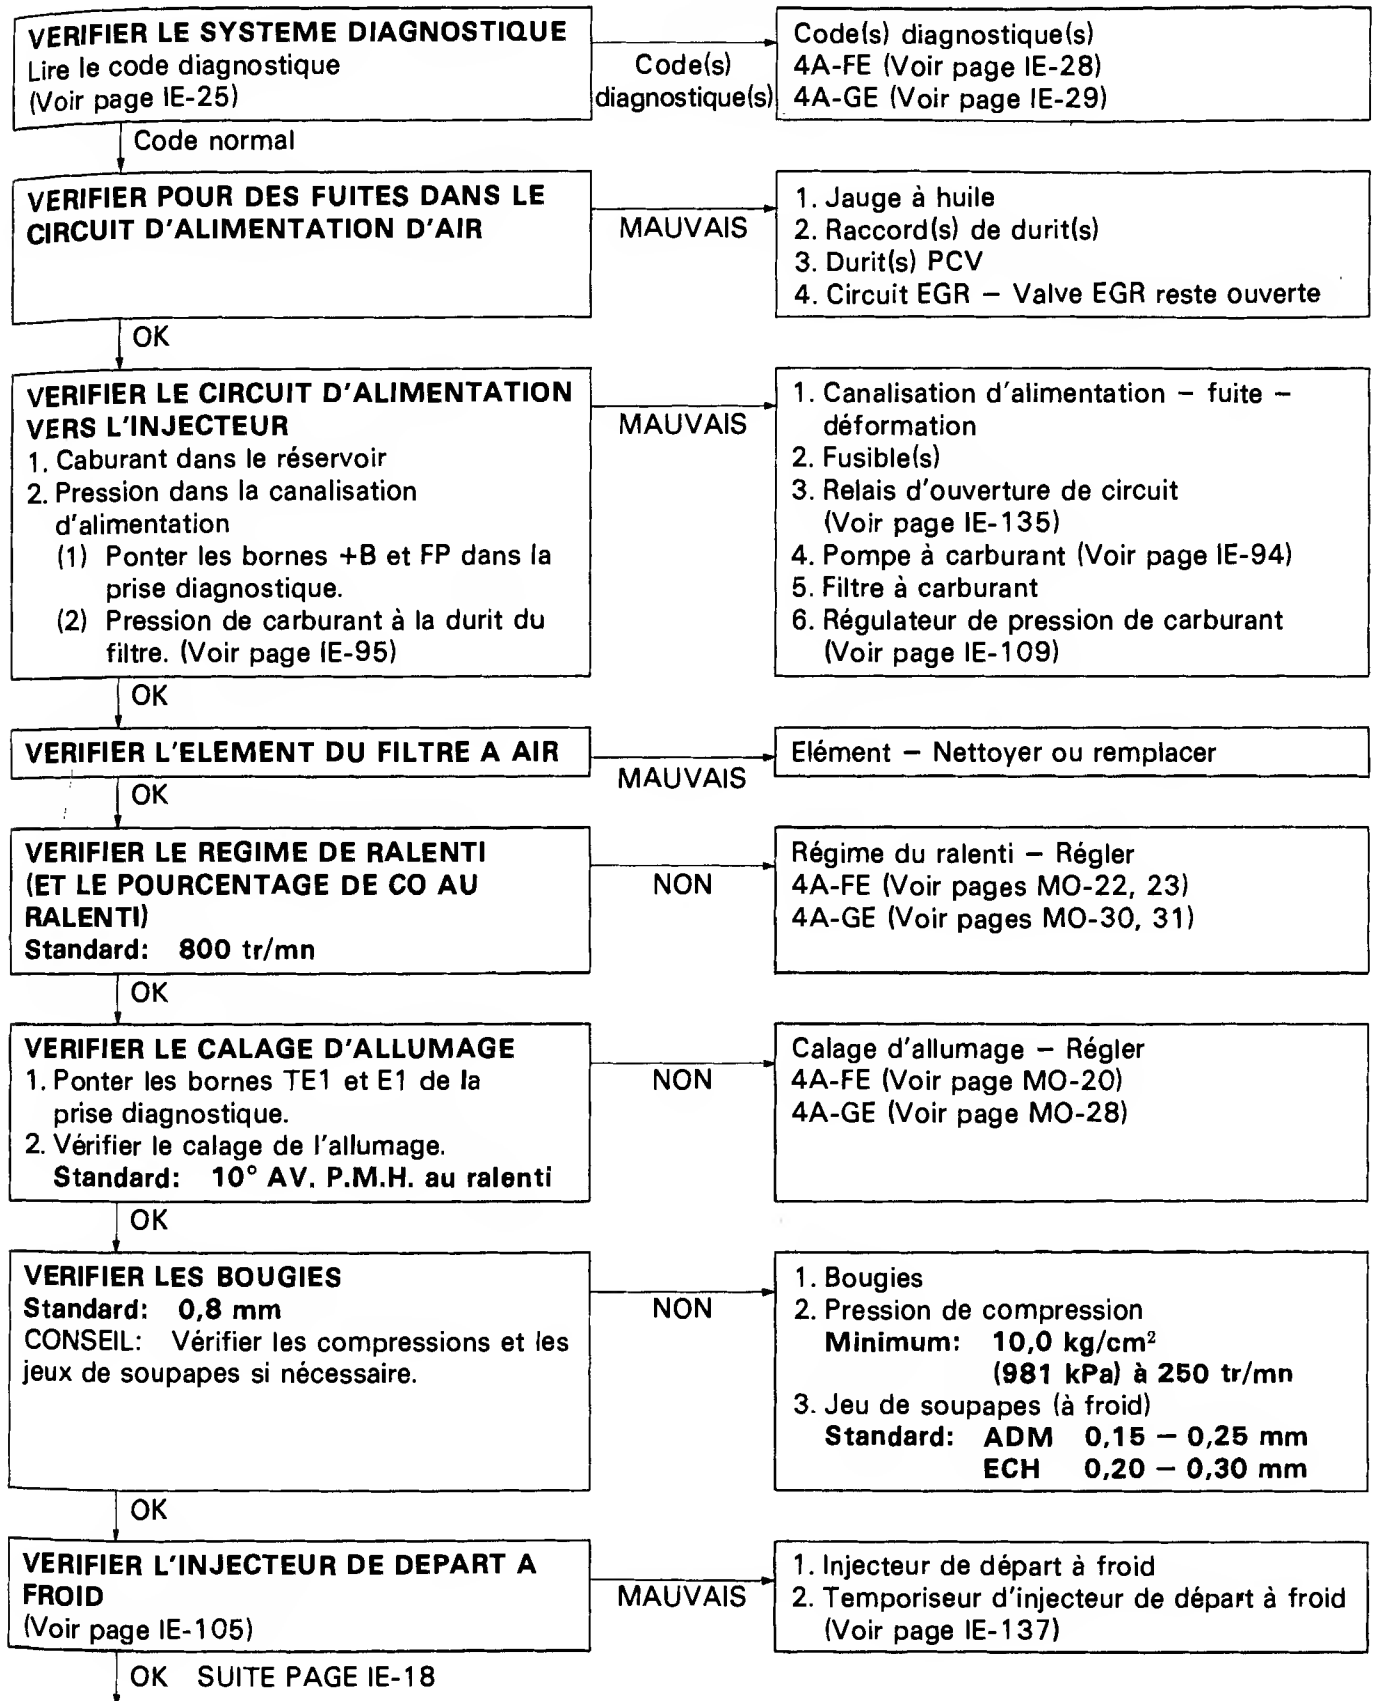 VERIFIER LE SYSTEME DIAGNOSTIQUE
Lire le code diagnostique
(Voir page IE-25)
Code(s)
diagnostique(s)
Code(s) diagnostique(s)
4A-FE (Voir page IE-28)
4A-GE (Voir page IE-29)
Code normal
VERIFIER POUR DES FUITES DANS LE
CIRCUIT D'ALIMENTATION D'AIR
MAUVAIS
1. Jauge à huile
2. Raccord(s) de durit(s)
3. Durit(s) PCV
4. Circuit EGR — Valve EGR reste ouverte
OK
VERIFIER LE CIRCUIT D'ALIMENTATION
VERS L'INJECTEUR
1. Caburant dans le réservoir
2. Pression dans la canalisation
d'alimentation
(1) Ponter les bornes +B et FP dans la
prise diagnostique.
(2) Pression de carburant à la durit du
filtre. (Voir page IE-95)
MAUVAIS
1. Canalisation d'alimentation — fuite —
déformation
2. Fusible(s)
3. Relais d'ouverture de circuit
(Voir page IE-135)
4. Pompe à carburant (Voir page IE-94)
5. Filtre à carburant
6. Régulateur de pression de carburant
(Voir page IE-109)
OK
VERIFIER L'ELEMENT DU FILTRE A AIR
MAUVAIS
Elément — Nettoyer ou remplacer
OK
VERIFIER LE REGIME DE RALENTI
(ET LE POURCENTAGE DE CO AU
RALENTI)
Standard: 800 tr/mn
NON
Régime du ralenti — Régler
4A-FE (Voir pages MO-22, 23)
4A-GE (Voir pages MO-30, 31)
OK
VERIFIER LE CALAGE D'ALLUMAGE
1. Ponter les bornes TE1 et E1 de la
prise diagnostique.
2. Vérifier le calage de l'allumage.
Standard: 10° AV. P.M.H. au ralenti
NON
Calage d'allumage — Régler
4A-FE (Voir page MO-20)
4A-GE (Voir page MO-28)
OK
VERIFIER LES BOUGIES
Standard: 0,8 mm
CONSEIL: Vérifier les compressions et les
jeux de soupapes si nécessaire.
NON
1. Bougies
2. Pression de compression
Minimum: 10,0 kg/cm²
(981 kPa) à 250 tr/mn
3. Jeu de soupapes (à froid)
Standard: ADM 0,15 — 0,25 mm
ECH 0,20 — 0,30 mm
OK
VERIFIER L'INJECTEUR DE DEPART A
FROID
(Voir page IE-105)
MAUVAIS
1. Injecteur de départ à froid
2. Temporiseur d'injecteur de départ à froid
(Voir page IE-137)
OK SUITE PAGE IE-18